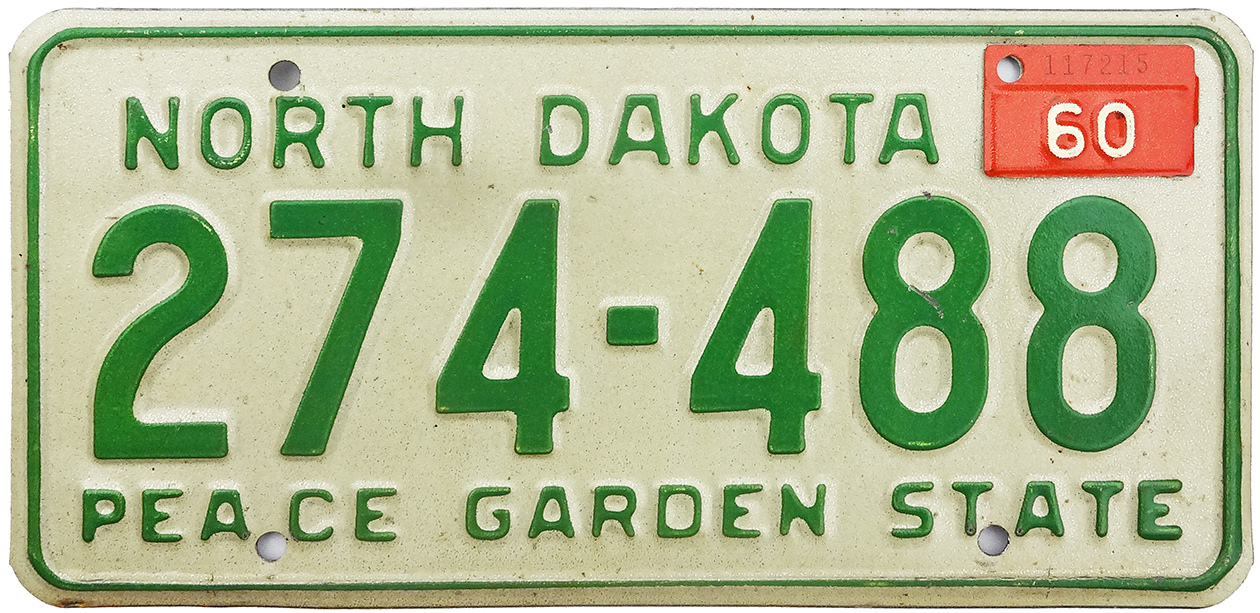 NORTH DAKOTA
117215
60
274-488
PEACE GARDEN STATE